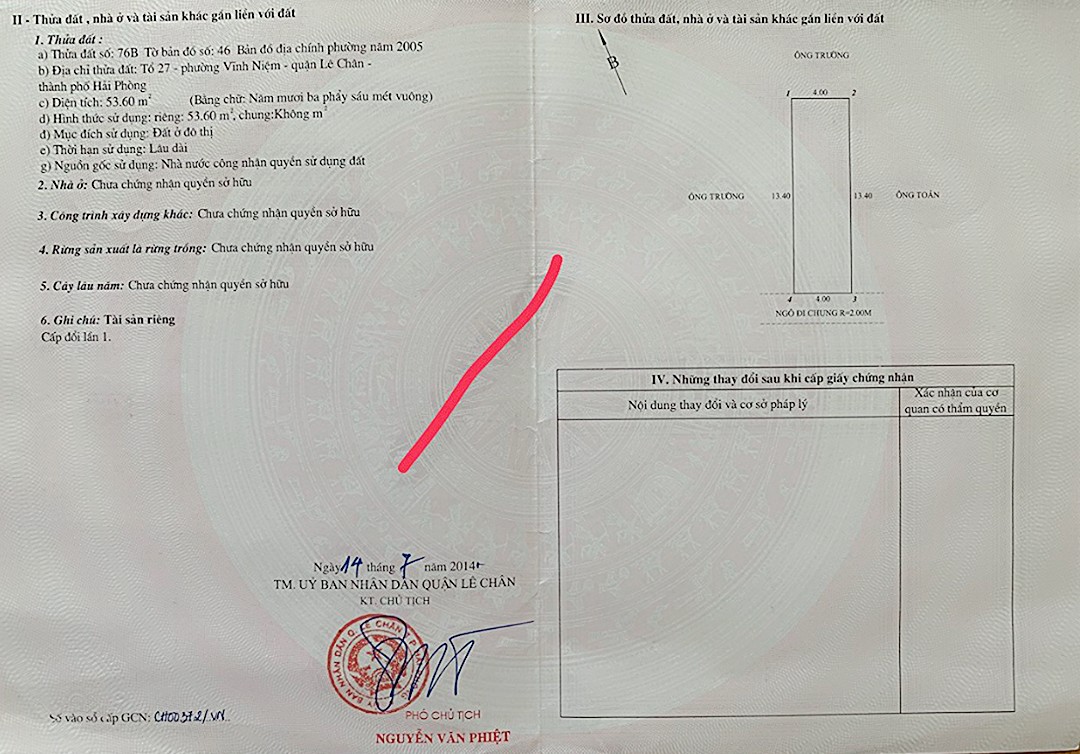 II - Thửa đất , nhà ở và tài sản khác gắn liền với đất
1. Thửa đất :
a) Thửa đất số: 76B Tờ bản đồ số: 46 Bản đồ địa chính phường năm 2005
b) Địa chỉ thửa đất: Tổ 27 - phường Vĩnh Niệm - quận Lê Chân -
thành phố Hải Phòng
c) Diện tích: 53.60 m² (Bằng chữ: Năm mươi ba phẩy sáu mét vuông)
d) Hình thức sử dụng: riêng: 53.60 m², chung:Không m²
đ) Mục đích sử dụng: Đất ở đô thị
e) Thời hạn sử dụng: Lâu dài
g) Nguồn gốc sử dụng: Nhà nước công nhận quyền sử dụng đất
2. Nhà ở: Chưa chứng nhận quyền sở hữu
3. Công trình xây dựng khác: Chưa chứng nhận quyền sở hữu
4. Rừng sản xuất là rừng trồng: Chưa chứng nhận quyền sở hữu
5. Cây lâu năm: Chưa chứng nhận quyền sở hữu
6. Ghi chú: Tài sản riêng
Cấp đổi lần 1.
Ngày 14 tháng 7 năm 2014
TM. UỶ BAN NHÂN DÂN QUẬN LÊ CHÂN
KT. CHỦ TỊCH
PHÓ CHỦ TỊCH
NGUYỄN VĂN PHIỆT
Số vào sổ cấp GCN: CH00372/VN
III. Sơ đồ thửa đất, nhà ở và tài sản khác gắn liền với đất
B
ÔNG TRƯỜNG
1 4.00 2
ÔNG TRƯỜNG 13.40 13.40 ÔNG TOÁN
4 4.00 3
NGÕ ĐI CHUNG R=2.00M
IV. Những thay đổi sau khi cấp giấy chứng nhận
Nội dung thay đổi và cơ sở pháp lý
Xác nhận của cơ
quan có thẩm quyền